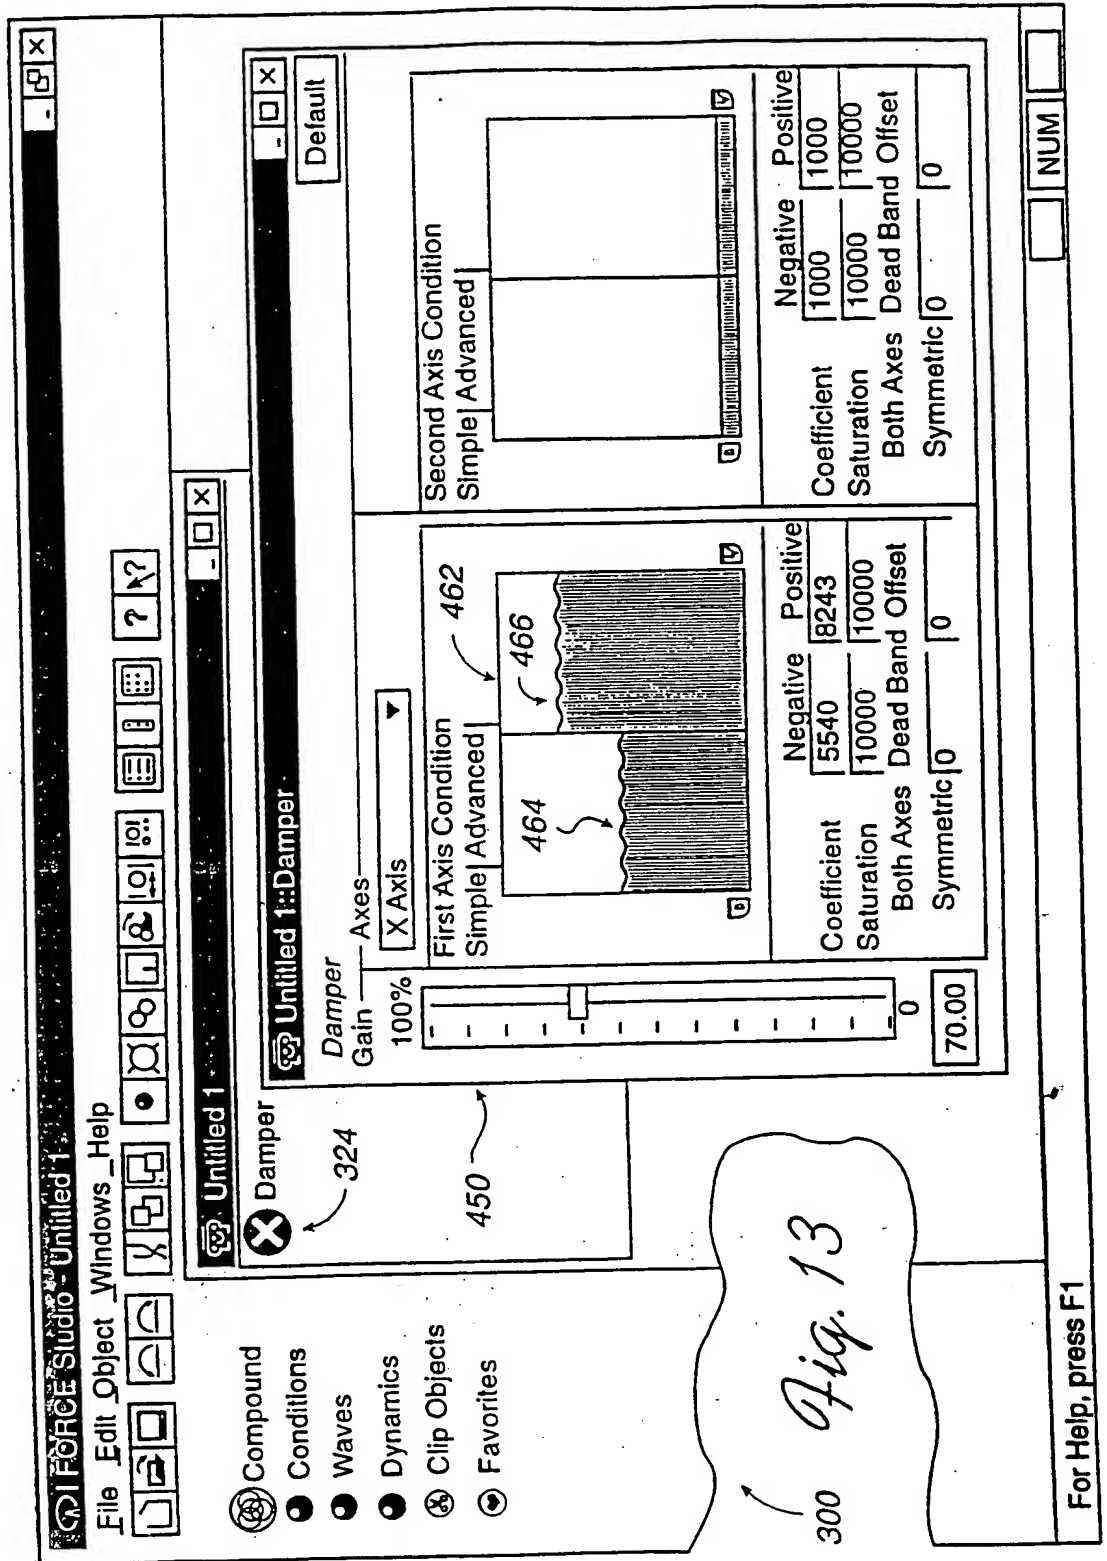 I FORCE Studio - Untitled 1
File Edit Object Windows Help
Compound
Conditions
Waves
Dynamics
Clip Objects
Favorites
Untitled 1
Damper
324
450
Untitled 1::Damper
Default
Damper
Gain
Axes
100%
0
70.00
X Axis
First Axis Condition
Simple Advanced
462
464
466
Negative Positive
Coefficient 5540 8243
Saturation 10000 10000
Both Axes Dead Band Offset
Symmetric 0 0
Second Axis Condition
Simple Advanced
Negative Positive
Coefficient 1000 1000
Saturation 10000 10000
Both Axes Dead Band Offset
Symmetric 0 0
300
Fig. 13
For Help, press F1
NUM